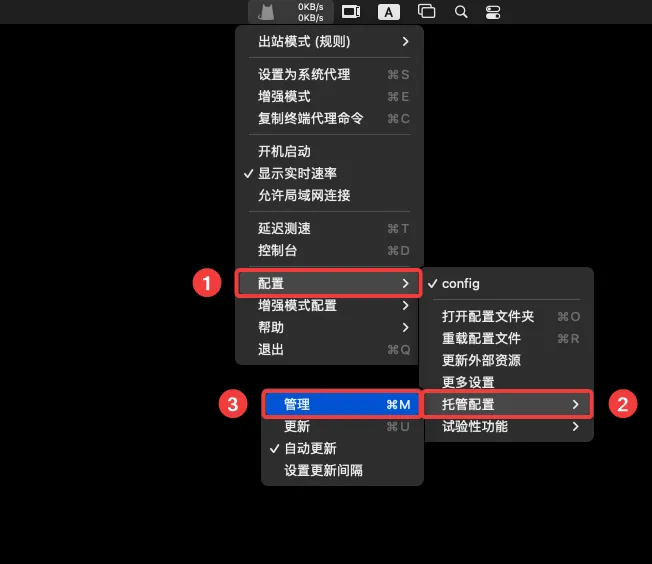 0KB/s
0KB/s
A
出站模式 (规则)
设置为系统代理 ⌘S
增强模式 ⌘E
复制终端代理命令 ⌘C
开机启动
✓ 显示实时速率
允许局域网连接
延迟测速 ⌘T
控制台 ⌘D
1 配置
增强模式配置
帮助
退出 ⌘Q
✓ config
打开配置文件夹 ⌘O
重载配置文件 ⌘R
更新外部资源
更多设置
托管配置 2
试验性功能
3 管理 ⌘M
更新 ⌘U
✓ 自动更新
设置更新间隔